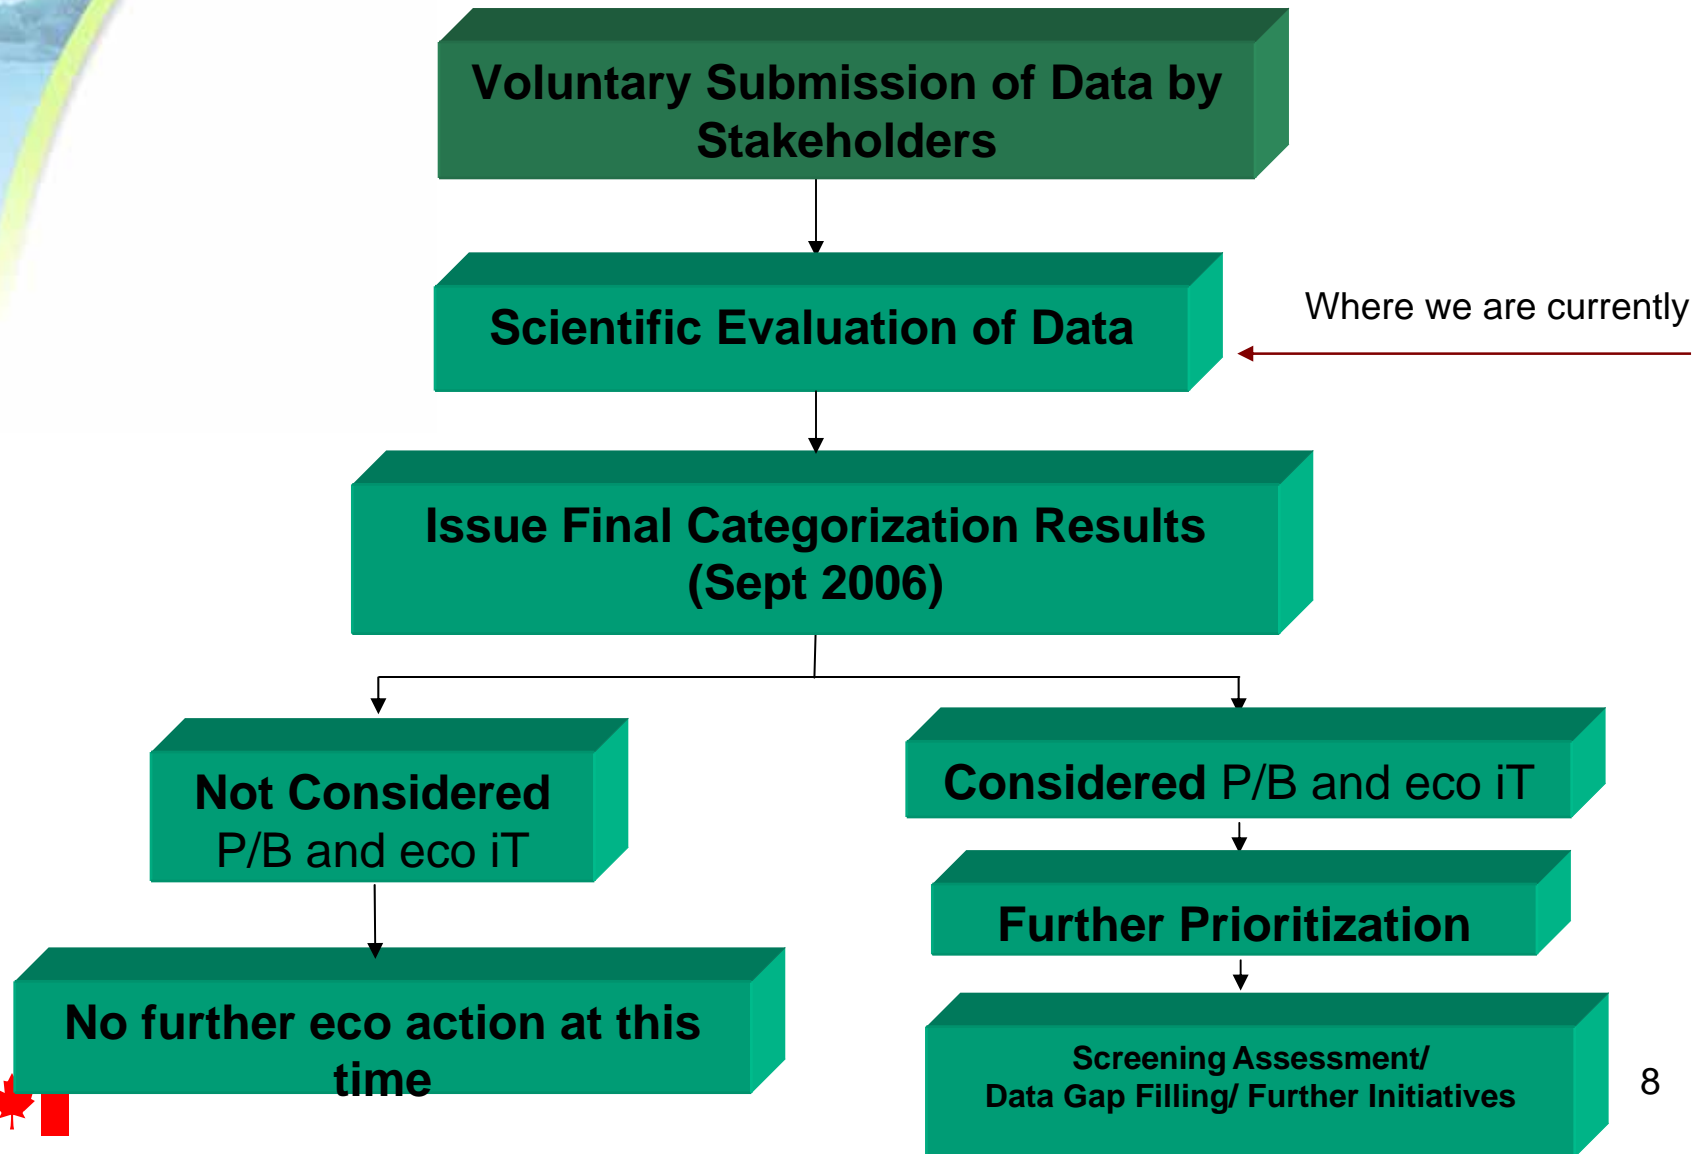 Voluntary Submission of Data by
Stakeholders
Scientific Evaluation of Data
Where we are currently
Issue Final Categorization Results
(Sept 2006)
Not Considered
P/B and eco iT
Considered P/B and eco iT
Further Prioritization
No further eco action at this
time
Screening Assessment/
Data Gap Filling/ Further Initiatives
8